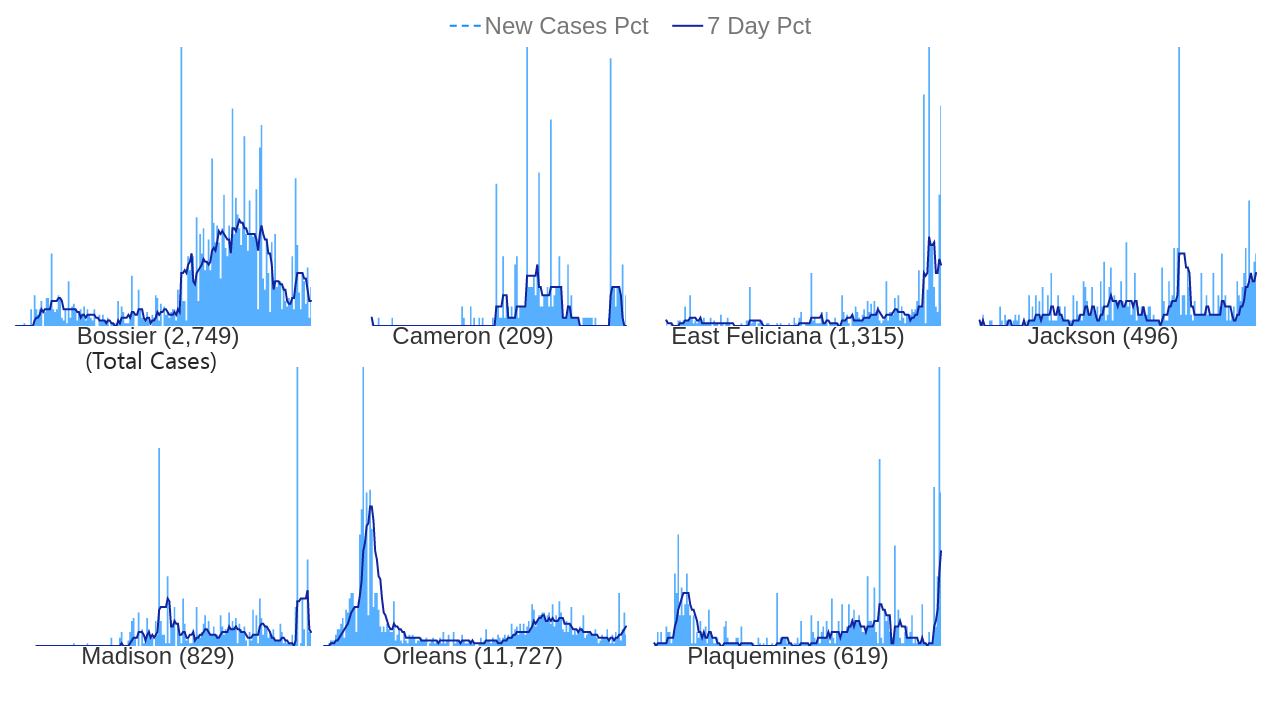 New Cases Pct 7 Day Pct
Bossier (2,749) Cameron (209) East Feliciana (1,315) Jackson (496)
(Total Cases)
Madison (829) Orleans (11,727) Plaquemines (619)